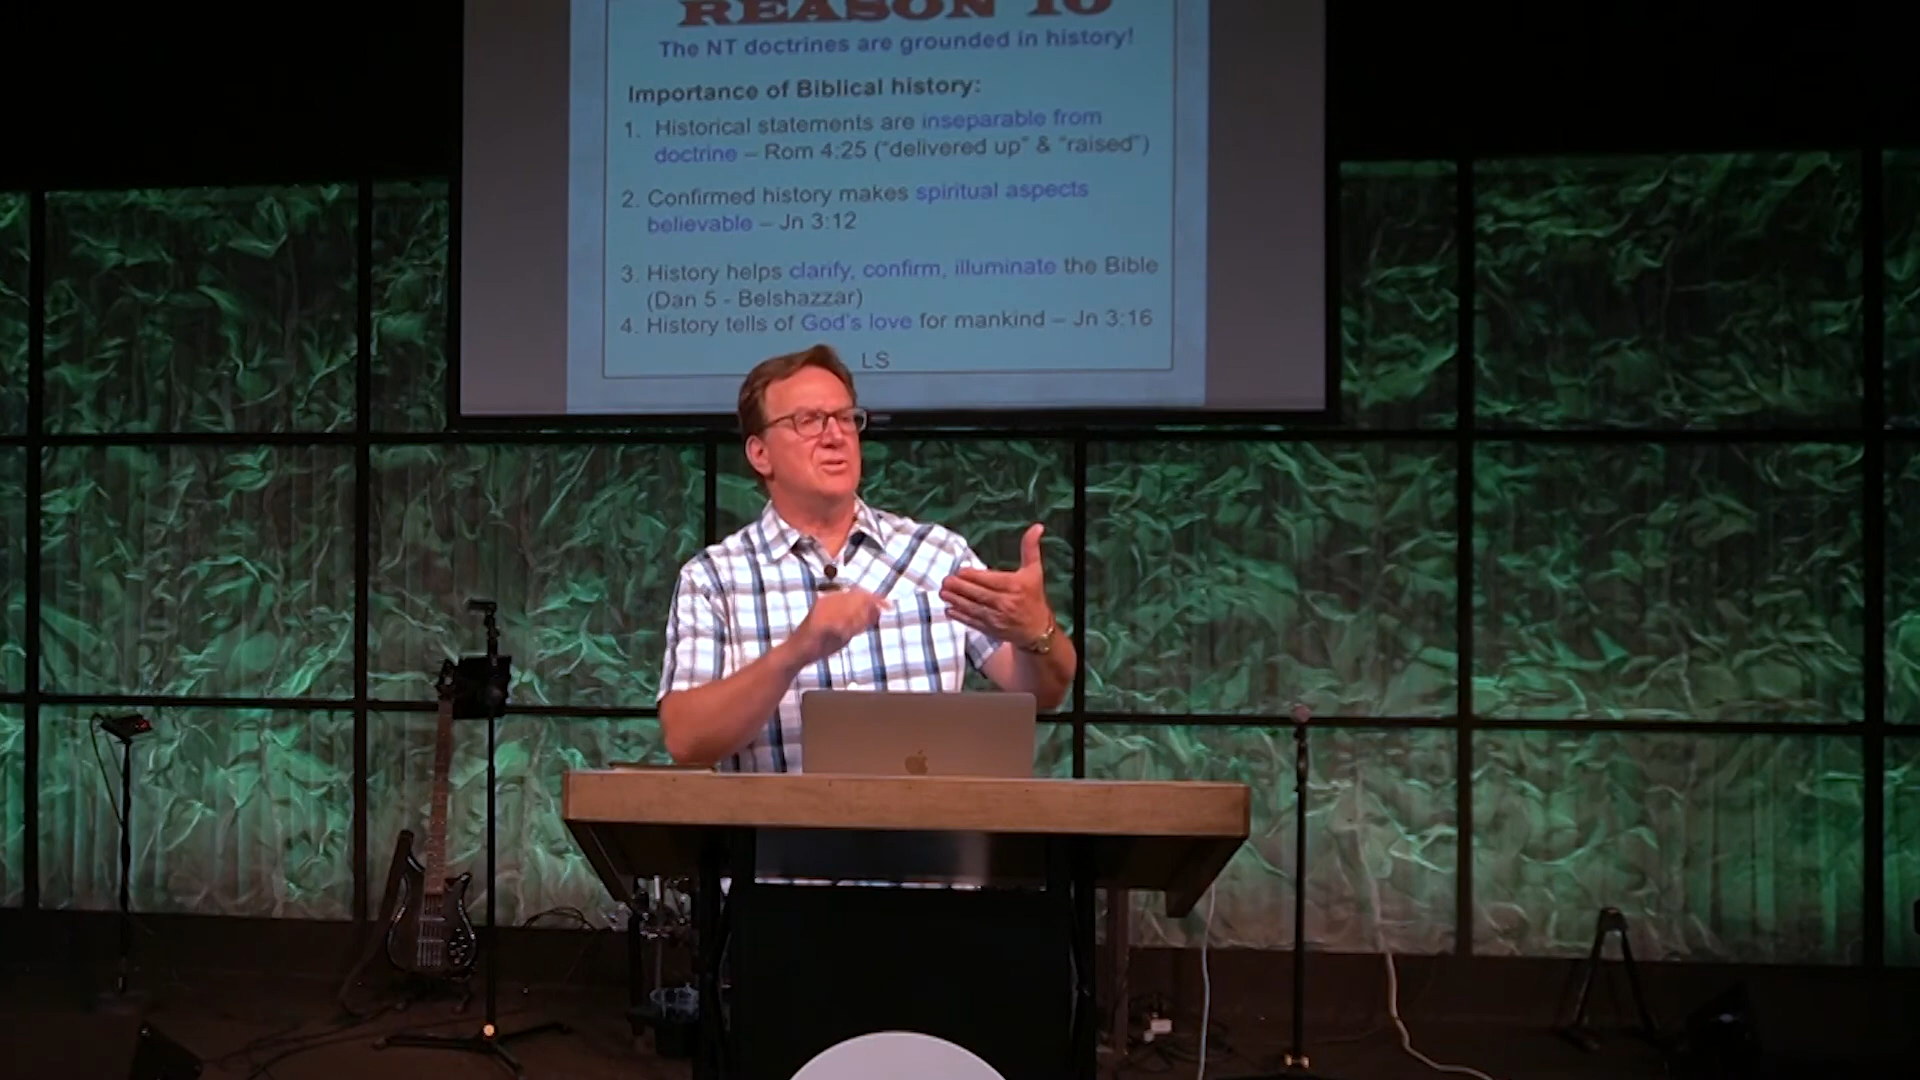 REASON 10
The NT doctrines are grounded in history!
Importance of Biblical history:
1. Historical statements are inseparable from
doctrine – Rom 4:25 ("delivered up" & "raised")
2. Confirmed history makes spiritual aspects
believable – Jn 3:12
3. History helps clarify, confirm, illuminate the Bible
(Dan 5 - Belshazzar)
4. History tells of God's love for mankind – Jn 3:16
LS